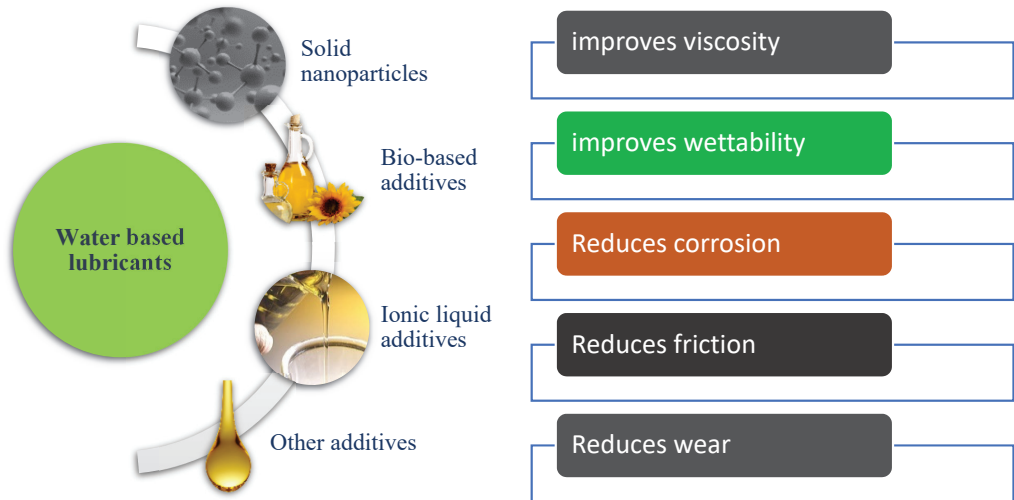 Solid
nanoparticles
Bio-based
additives
Water based
lubricants
Ionic liquid
additives
Other additives
improves viscosity
improves wettability
Reduces corrosion
Reduces friction
Reduces wear